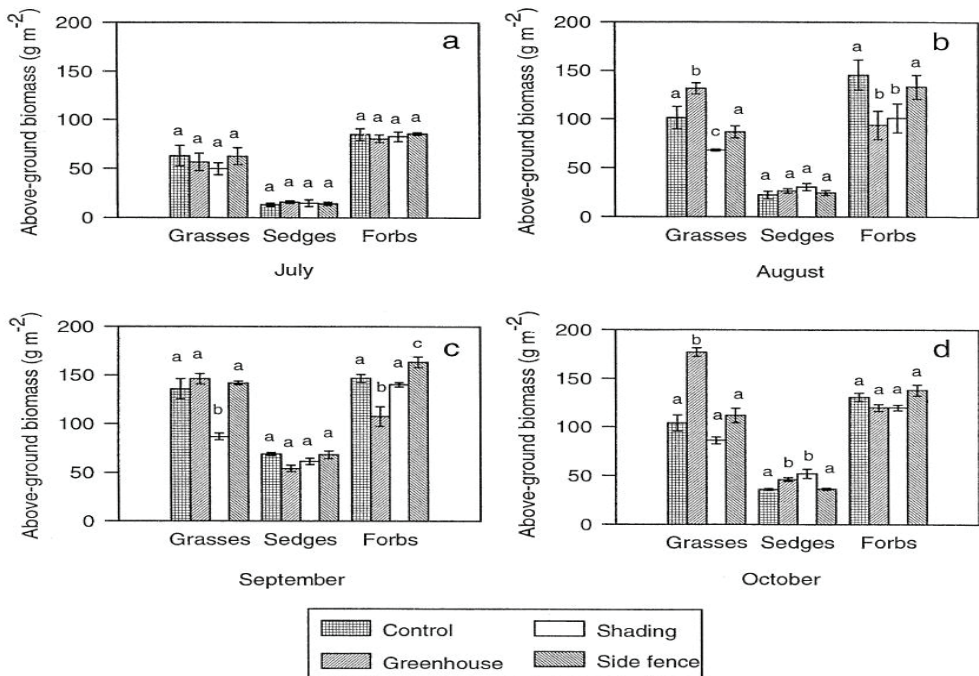 Above-ground biomass (g m-2)
200
150
100
50
0
a
a a a a
a a a a
a a a a
Grasses Sedges Forbs
July
Above-ground biomass (g m-2)
200
150
100
50
0
b
a b c a
a a a a
a b b a
Grasses Sedges Forbs
August
Above-ground biomass (g m-2)
200
150
100
50
0
c
a a b a
a a a a
a b a c
Grasses Sedges Forbs
September
Above-ground biomass (g m-2)
200
150
100
50
0
d
a b a a
a b b a
a a a a
Grasses Sedges Forbs
October
Control Shading
Greenhouse Side fence